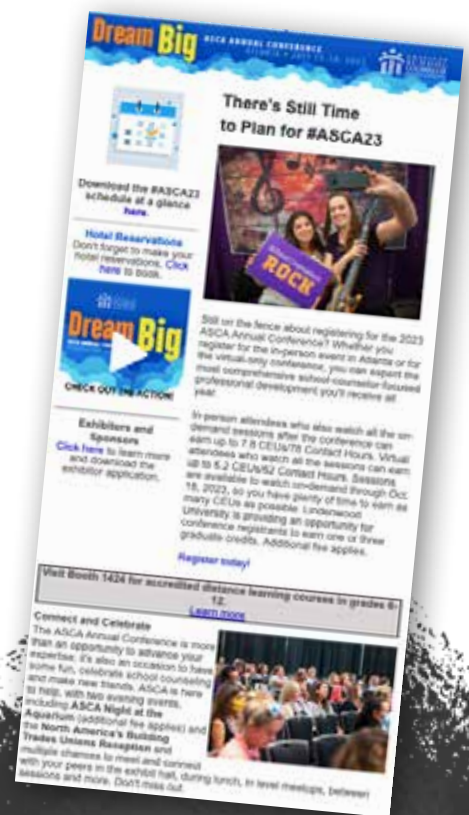 Dream Big
ASCA ANNUAL CONFERENCE
There's Still Time
to Plan for #ASCA23
Download the #ASCA23
schedule at a glance
here.
Hotel Reservations
Don't forget to make your
hotel reservations. Click
here to book.
Dream Big
CHECK OUT THE ACTION!
Exhibitors and
Sponsors
Click here to learn more
and download the
exhibitor application.
ROCK
Still on the fence about registering for the 2023
ASCA Annual Conference? Whether you
register for the in-person event in Atlanta or for
the virtual-only conference, you can expect the
most comprehensive school-counselor-focused
professional development you'll receive all
year.
In-person attendees who also watch all the on-
demand sessions after the conference can
earn up to 7.8 CEUs/78 Contact Hours. Virtual
attendees who watch all the sessions can earn
up to 5.2 CEUs/52 Contact Hours. Sessions
are available to watch on-demand through Oct.
18, 2023, so you have plenty of time to earn as
many CEUs as possible. Lindenwood
University is providing an opportunity for
conference registrants to earn one or three
graduate credits. Additional fee applies.
Register today!
Visit Booth 1424 for accredited distance learning courses in grades 6-
12.
Learn more
Connect and Celebrate
The ASCA Annual Conference is more
than an opportunity to advance your
expertise; it's also an occasion to have
some fun, celebrate school counseling
and make new friends. ASCA is here
to help, with two evening events,
including ASCA Night at the
Aquarium (additional fee applies) and
the North America's Building
Trades Unions Reception and
multiple chances to meet and connect
with your peers in the exhibit hall, during lunch, in level meetups, between
sessions and more. Don't miss out.